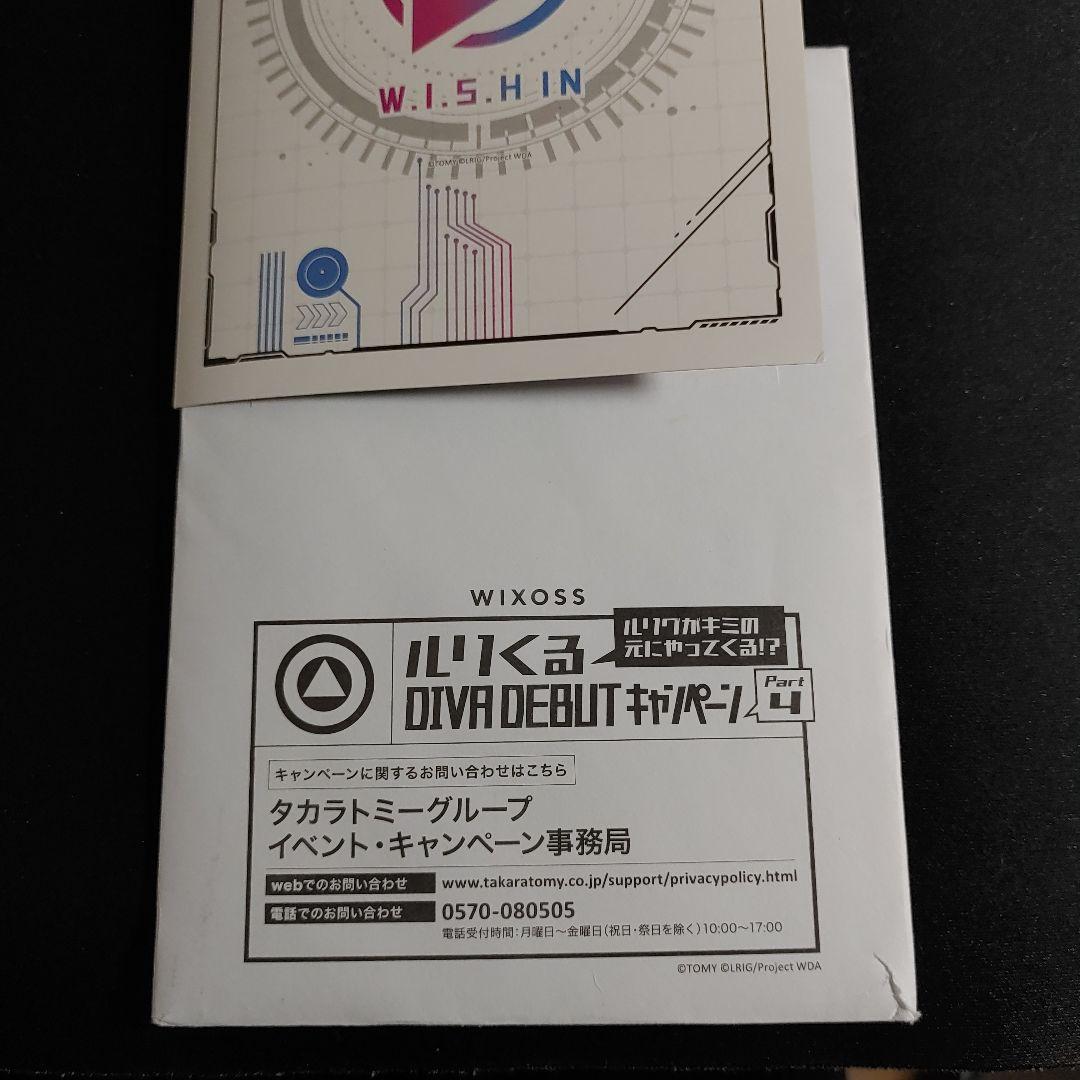 W.I.S.HIN
©TOMY ©LRIG/Project WDA
WIXOSS
ルリグがキミの
元にやってくる!?
ルリくる
DIVA DEBUTキャンペーン
Part
4
キャンペーンに関するお問い合わせはこちら
タカラトミーグループ
イベント・キャンペーン事務局
webでのお問い合わせ www.takaratomy.co.jp/support/privacypolicy.html
電話でのお問い合わせ 0570-080505
電話受付時間:月曜日～金曜日(祝日・祭日を除く)10:00～17:00
©TOMY ©LRIG/Project WDA